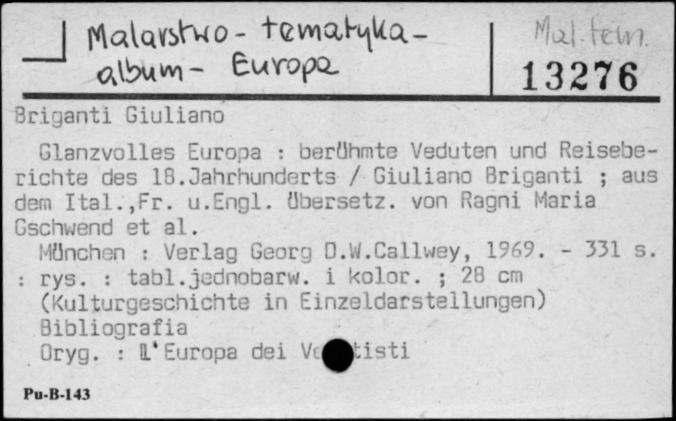 Malarstwo - tematyka -
album - Europa
Mal. tem.
13276
Briganti Giuliano
Glanzvolles Europa : berühmte Veduten und Reisebe-
richte des 18.Jahrhunderts / Giuliano Briganti ; aus
dem Ital.,Fr. u.Engl. übersetz. von Ragni Maria
Gschwend et al.
München : Verlag Georg D.W.Callwey, 1969. - 331 s.
: rys. : tabl.jednobarw. i kolor. ; 28 cm
(Kulturgeschichte in Einzeldarstellungen)
Bibliografia
Oryg. : L'Europa dei
Pu-B-143